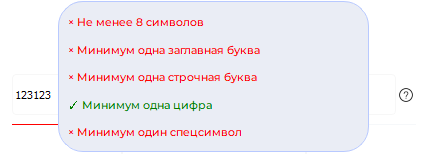 × Не менее 8 символов
× Минимум одна заглавная буква
× Минимум одна строчная буква
123123
✓ Минимум одна цифра
× Минимум один спецсимвол